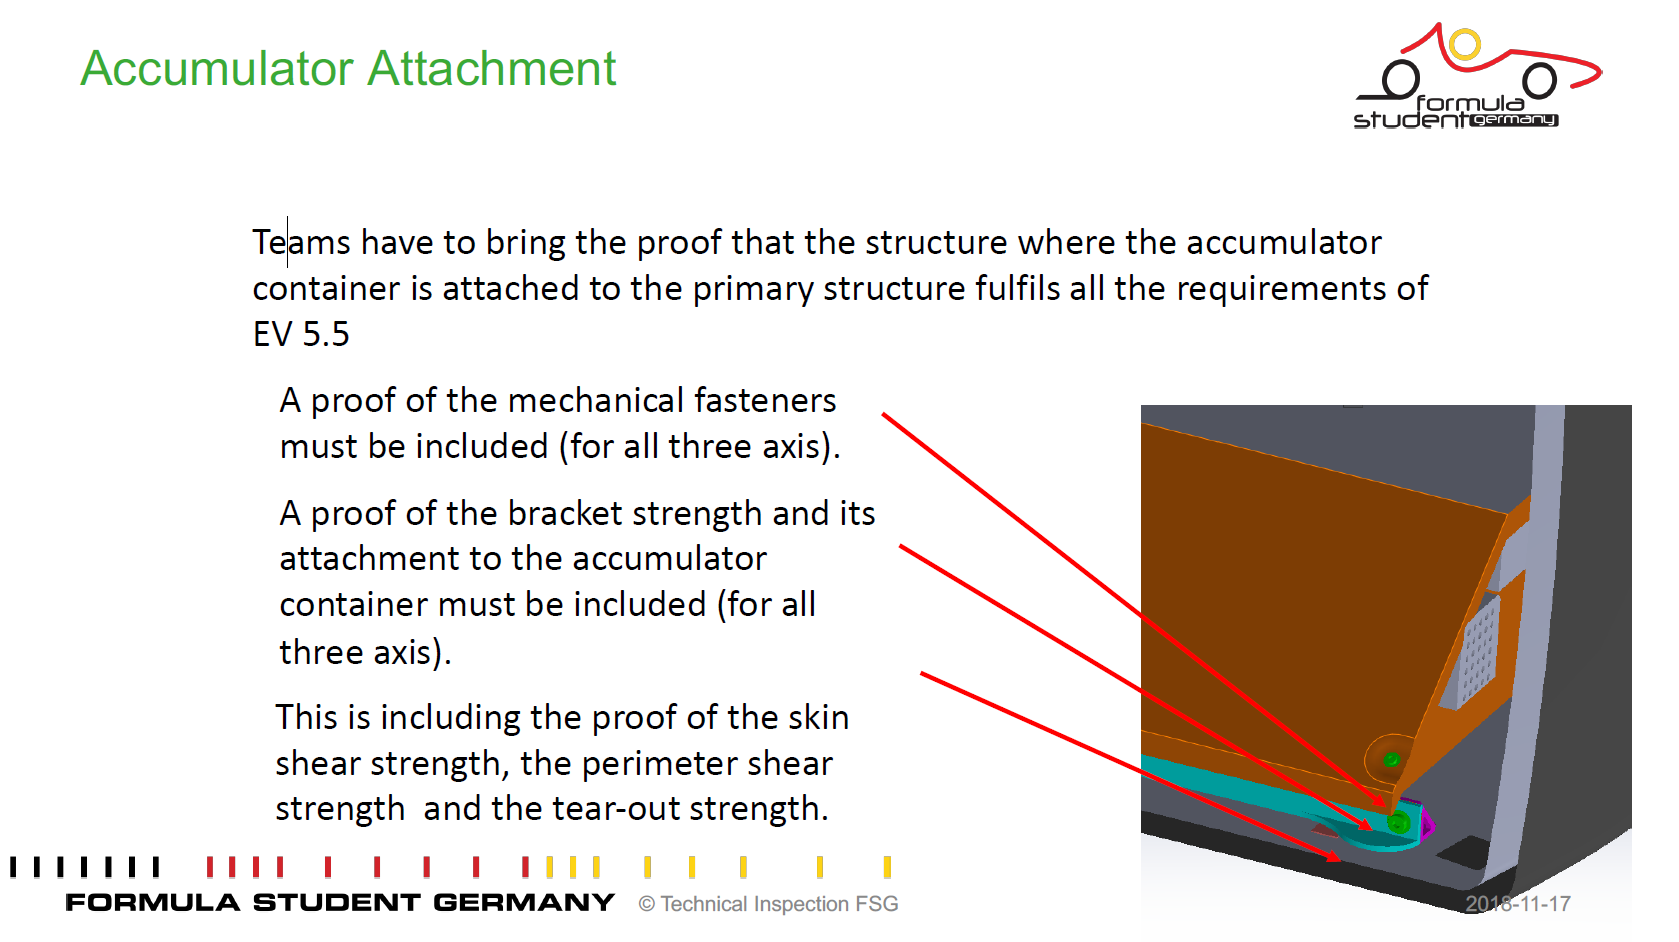 Accumulator Attachment
formula
student germany
Teams have to bring the proof that the structure where the accumulator
container is attached to the primary structure fulfils all the requirements of
EV 5.5
A proof of the mechanical fasteners
must be included (for all three axis).
A proof of the bracket strength and its
attachment to the accumulator
container must be included (for all
three axis).
This is including the proof of the skin
shear strength, the perimeter shear
strength  and the tear-out strength.
FORMULA STUDENT GERMANY
© Technical Inspection FSG
2018-11-17